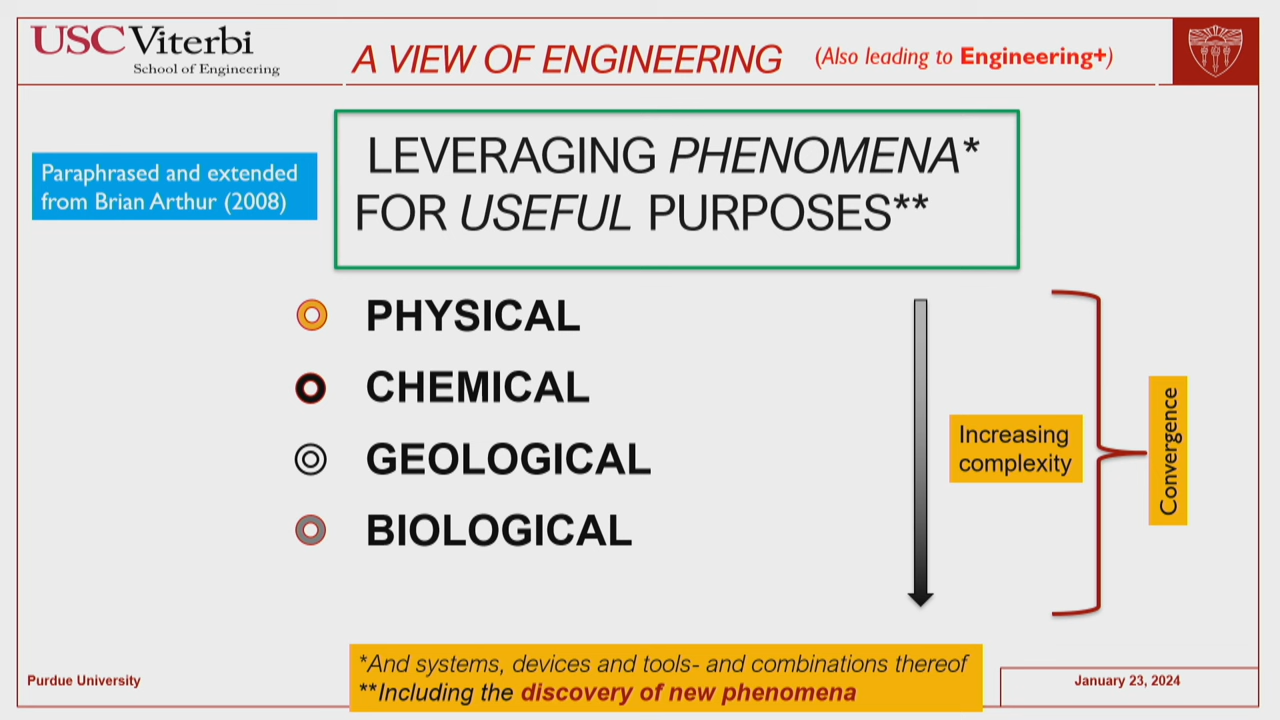 USC Viterbi
School of Engineering
A VIEW OF ENGINEERING
(Also leading to Engineering+)
Paraphrased and extended
from Brian Arthur (2008)
LEVERAGING PHENOMENA*
FOR USEFUL PURPOSES**
PHYSICAL
CHEMICAL
GEOLOGICAL
BIOLOGICAL
Increasing
complexity
Convergence
*And systems, devices and tools- and combinations thereof
**Including the discovery of new phenomena
Purdue University
January 23, 2024